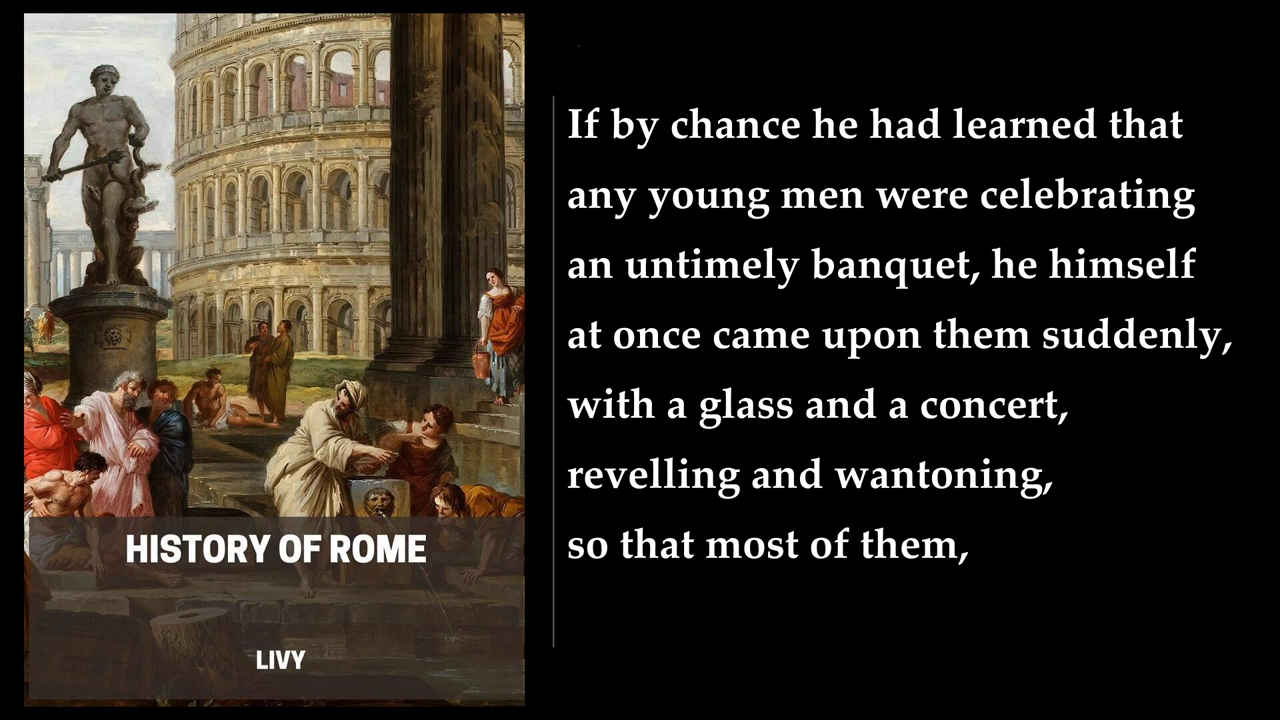 HISTORY OF ROME
LIVY
If by chance he had learned that
any young men were celebrating
an untimely banquet, he himself
at once came upon them suddenly,
with a glass and a concert,
revelling and wantoning,
so that most of them,